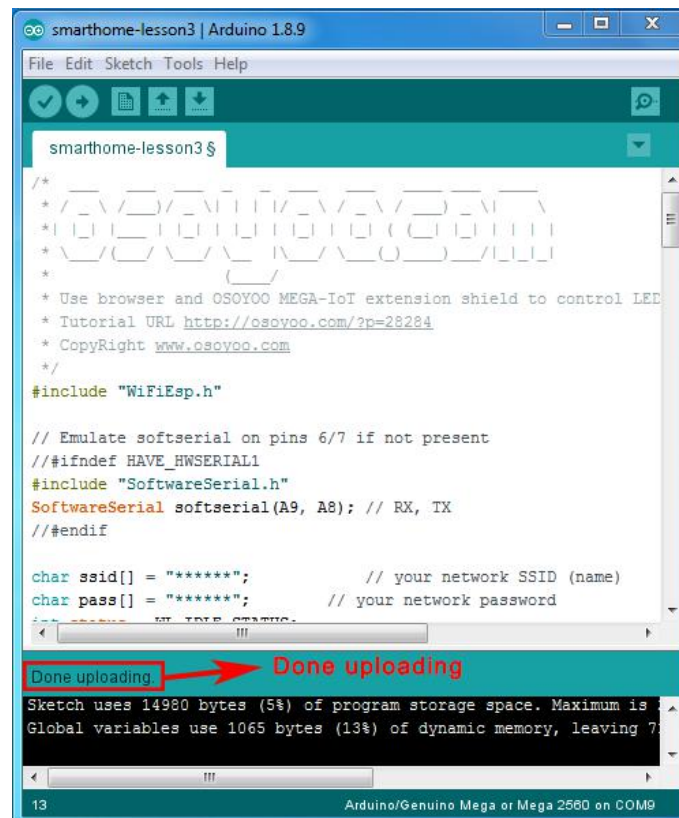 smarthome-lesson3 | Arduino 1.8.9
File Edit Sketch Tools Help
smarthome-lesson3 §
/*
*
*
*
*
*
* Use browser and OSOYOO MEGA-IoT extension shield to control LED
* Tutorial URL http://osoyoo.com/?p=28284
* CopyRight www.osoyoo.com
*/
#include "WiFiEsp.h"
// Emulate softserial on pins 6/7 if not present
//#ifndef HAVE_HWSERIAL1
#include "SoftwareSerial.h"
SoftwareSerial softserial(A9, A8); // RX, TX
//#endif
char ssid[] = "******"; // your network SSID (name)
char pass[] = "******"; // your network password
int status = WL_IDLE_STATUS;
Done uploading.
Done uploading
Sketch uses 14980 bytes (5%) of program storage space. Maximum is
Global variables use 1065 bytes (13%) of dynamic memory, leaving 7
13
Arduino/Genuino Mega or Mega 2560 on COM9